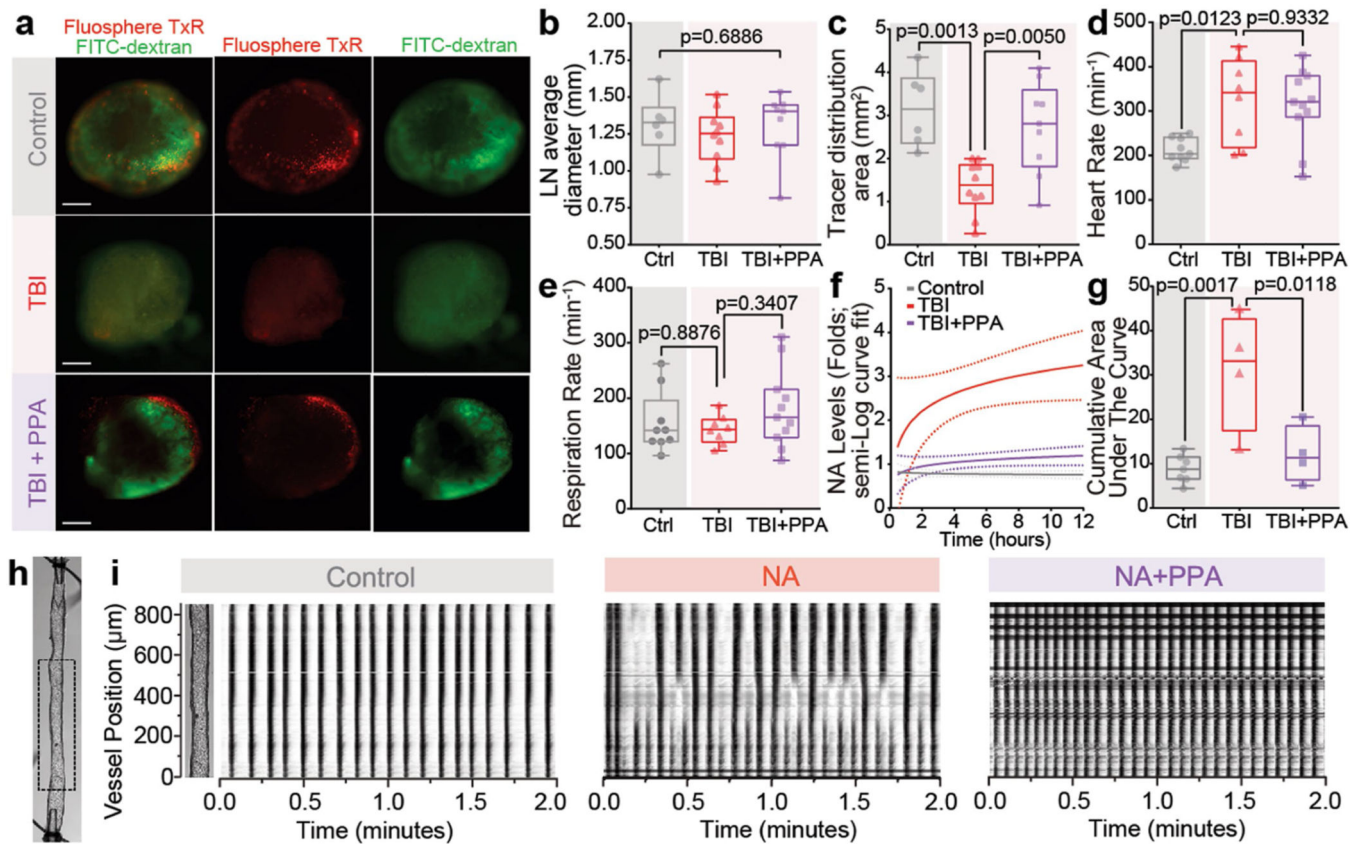 a
Fluosphere TxR
FITC-dextran
Fluosphere TxR
FITC-dextran
Control
TBI
TBI + PPA
b
LN average
diameter (mm)
2.00
1.75
1.50
1.25
1.00
0.75
0.50
p=0.6886
Ctrl
TBI
TBI+PPA
c
Tracer distribution
area (mm²)
5
4
3
2
1
0
p=0.0013
p=0.0050
Ctrl
TBI
TBI+PPA
d
Heart Rate (min⁻¹)
500
400
300
200
100
0
p=0.0123
p=0.9332
Ctrl
TBI
TBI+PPA
e
Respiration Rate (min⁻¹)
400
300
200
100
0
p=0.8876
p=0.3407
Ctrl
TBI
TBI+PPA
f
NA Levels (Folds;
semi-Log curve fit)
5
4
3
2
1
0
Control
TBI
TBI+PPA
0 2 4 6 8 10 12
Time (hours)
g
Cumulative Area
Under The Curve
50
40
30
20
10
0
p=0.0017
p=0.0118
Ctrl
TBI
TBI+PPA
h
i
Control
NA
NA+PPA
Vessel Position (µm)
800
600
400
200
0
0.0 0.5 1.0 1.5 2.0
Time (minutes)
0.0 0.5 1.0 1.5 2.0
Time (minutes)
0.0 0.5 1.0 1.5 2.0
Time (minutes)